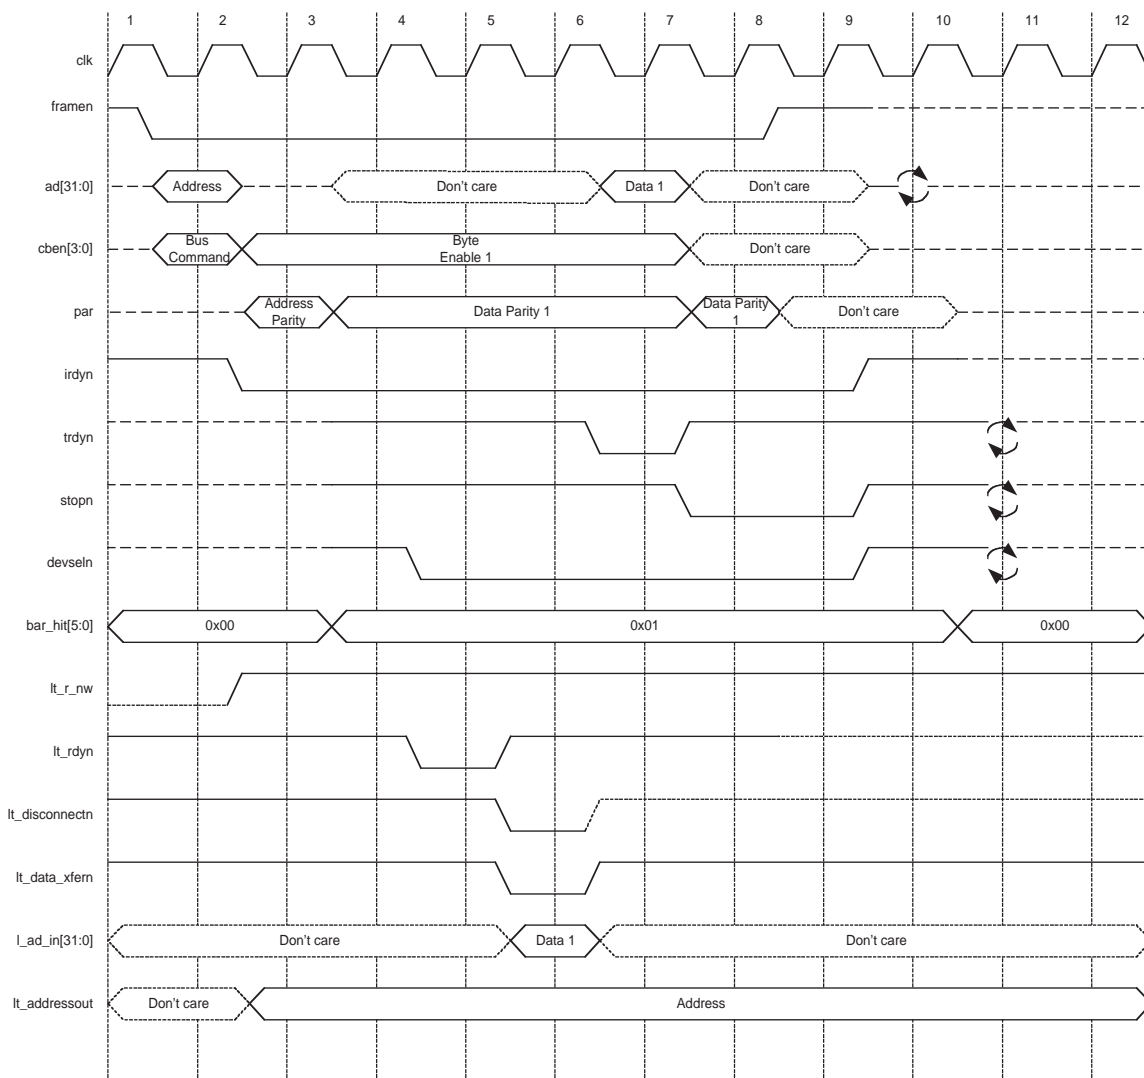 1 2 3 4 5 6 7 8 9 10 11 12
clk
framen
ad[31:0] Address Don't care Data 1 Don't care
cben[3:0] Bus Command Byte Enable 1 Don't care
par Address Parity Data Parity 1 Data Parity 1 Don't care
irdyn
trdyn
stopn
devseln
bar_hit[5:0] 0x00 0x01 0x00
lt_r_nw
lt_rdyn
lt_disconnectn
lt_data_xfern
l_ad_in[31:0] Don't care Data 1 Don't care
lt_addressout Don't care Address